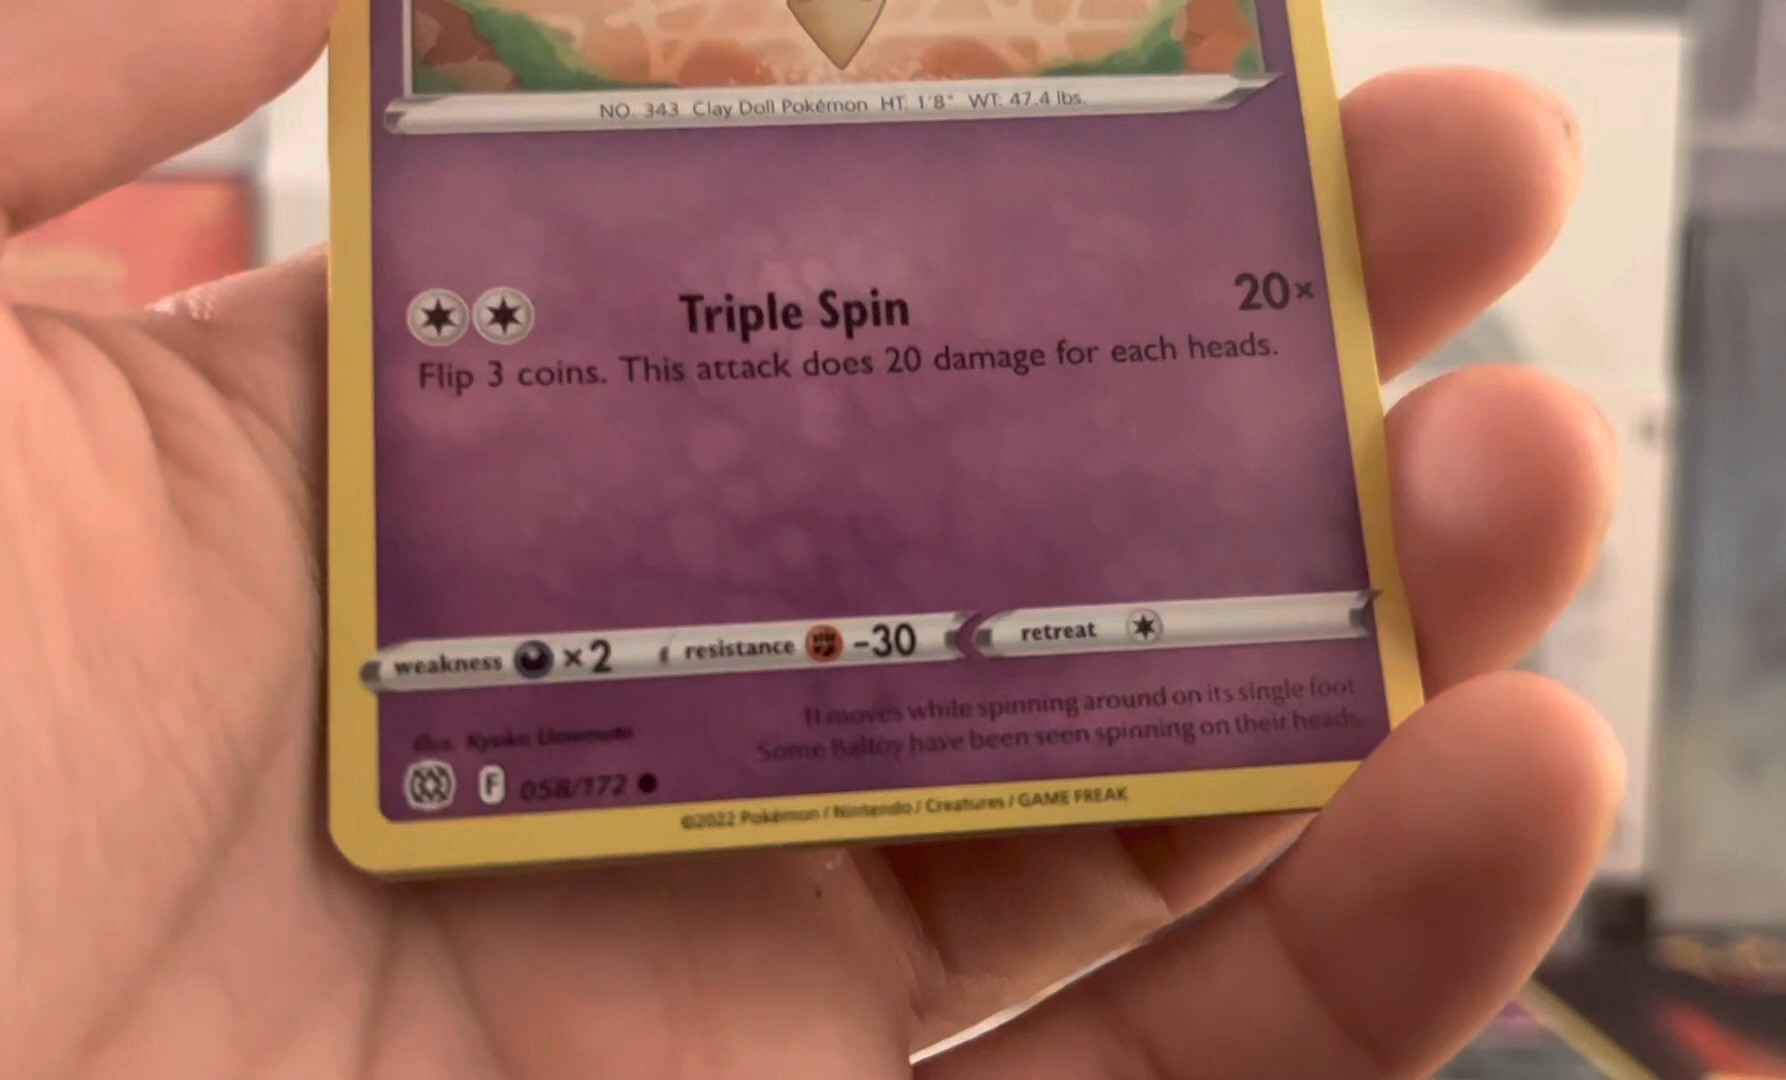 NO. 343 Clay Doll Pokémon HT. 1'8" WT. 47.4 lbs.
Triple Spin 20×
Flip 3 coins. This attack does 20 damage for each heads.
weakness ×2 resistance -30 retreat
It moves while spinning around on its single foot.
Some Baltoy have been seen spinning on their heads.
Illus. Kyoko Umemoto
F 058/172
©2022 Pokémon / Nintendo / Creatures / GAME FREAK